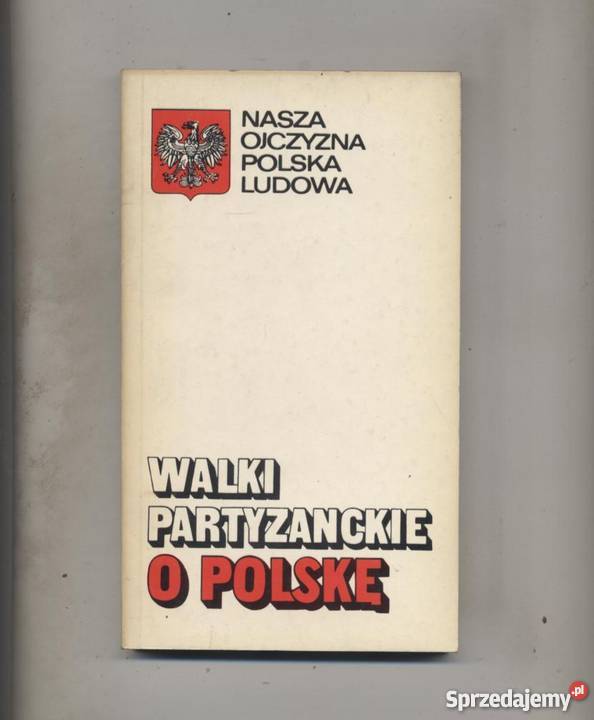 NASZA
OJCZYZNA
POLSKA
LUDOWA
WALKI
PARTYZANCKIE
O POLSKĘ
Sprzedajemy.pl